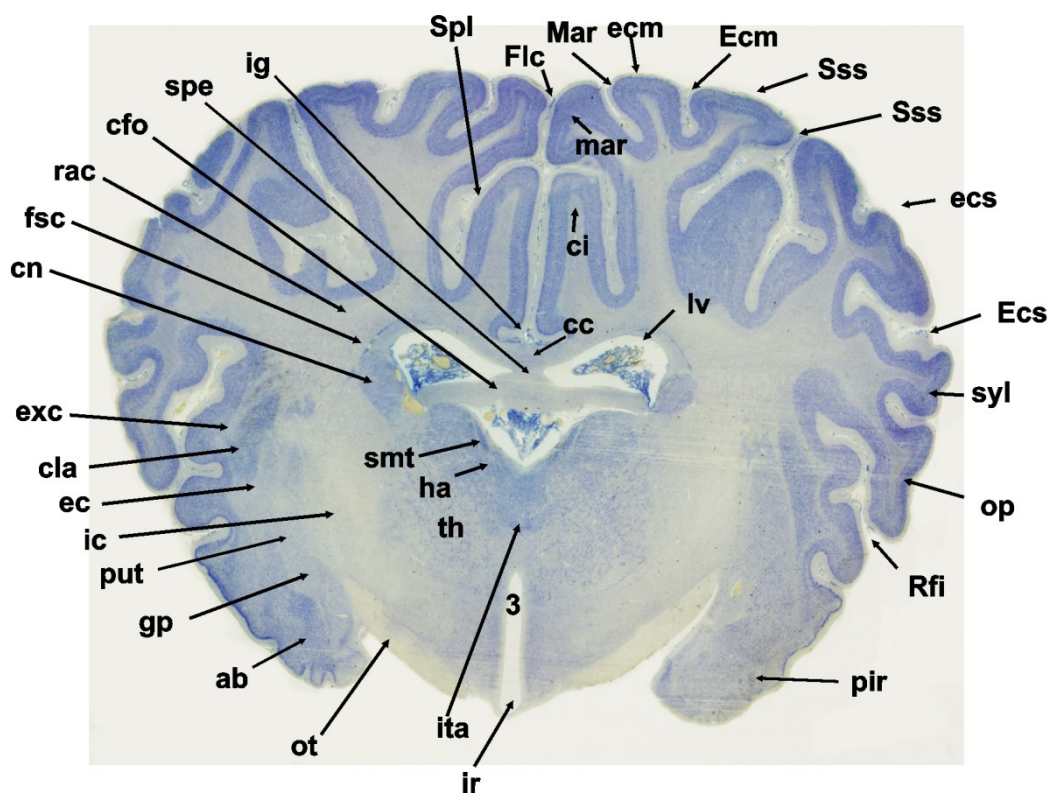 Spl
Flc
Mar
ecm
Ecm
Sss
ig
spe
Sss
cfo
mar
rac
fsc
ecs
cn
ci
lv
cc
Ecs
syl
exc
cla
smt
ha
ec
th
op
ic
put
Rfi
3
gp
ab
pir
ot
ita
ir